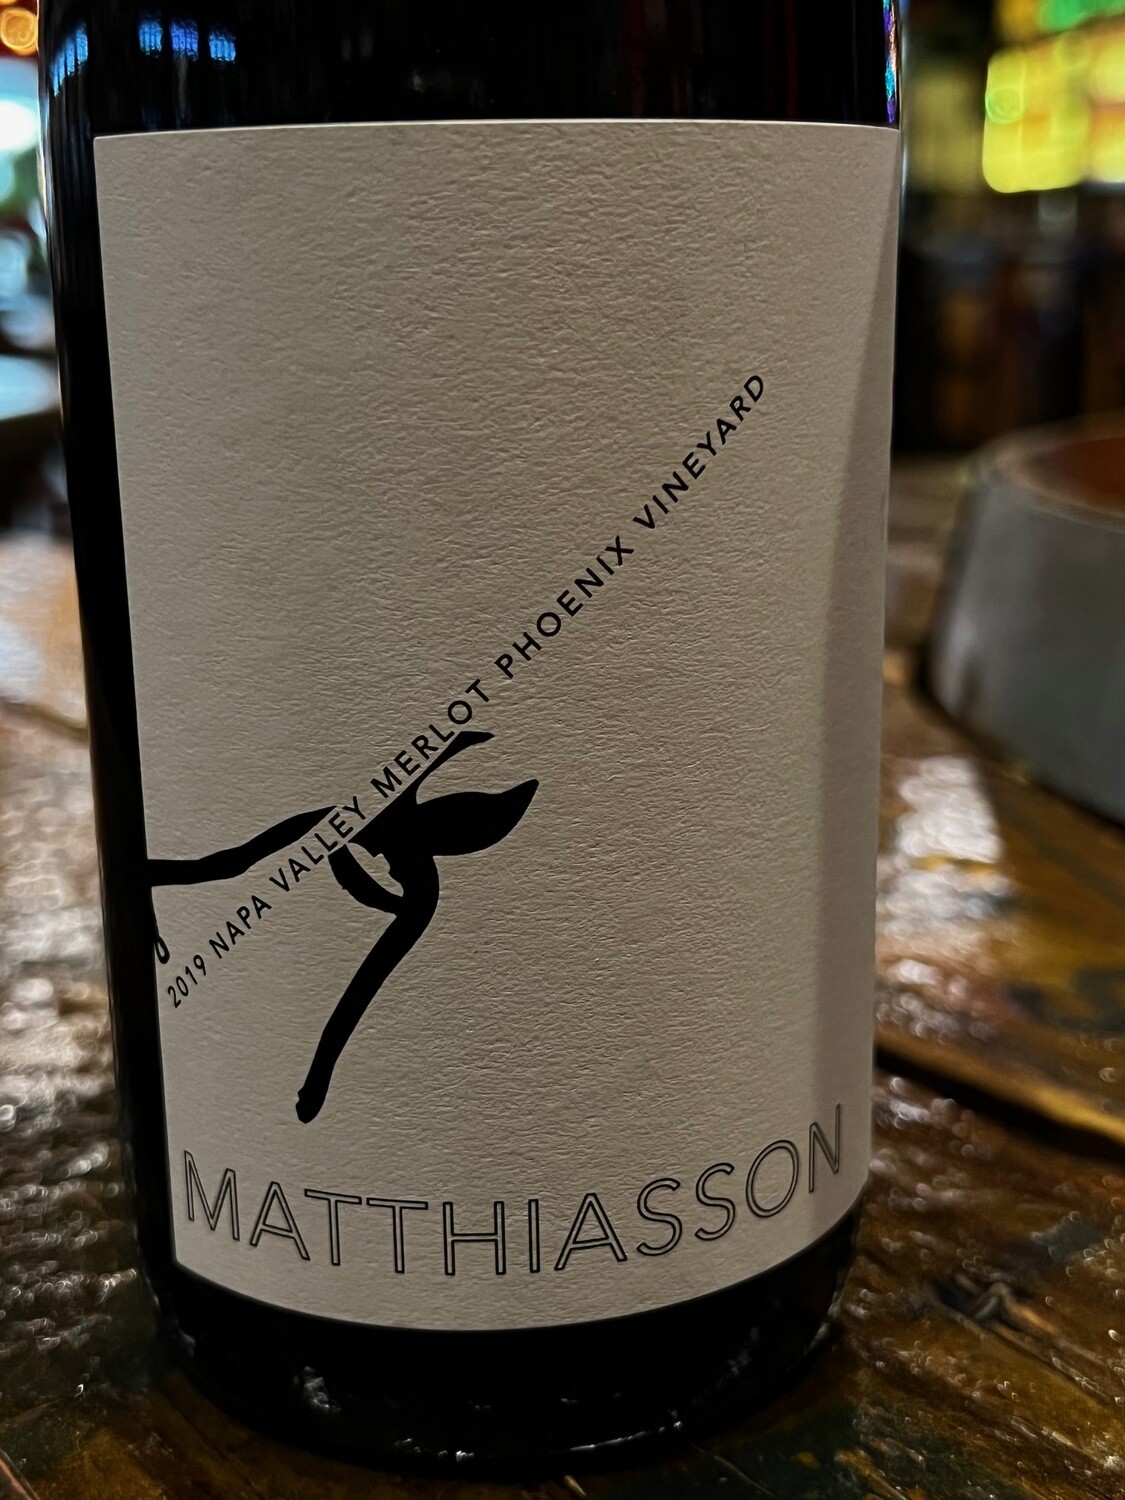 2019 NAPA VALLEY MERLOT PHOENIX VINEYARD
MATTHIASSON